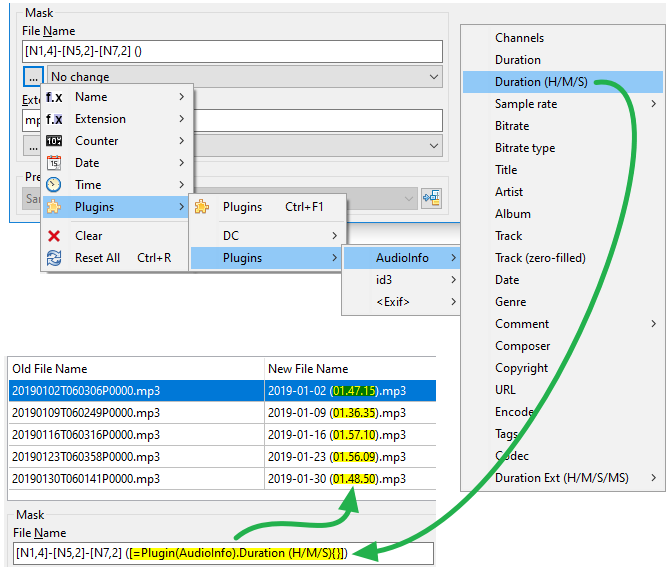 Mask
File Name
[N1,4]-[N5,2]-[N7,2] ()
... No change
Name
Extension
Counter
Date
Time
Plugins
Clear
Reset All Ctrl+R
Plugins Ctrl+F1
DC
Plugins
AudioInfo
id3
<Exif>
Channels
Duration
Duration (H/M/S)
Sample rate
Bitrate
Bitrate type
Title
Artist
Album
Track
Track (zero-filled)
Date
Genre
Comment
Composer
Copyright
URL
Encode
Tags
Codec
Duration Ext (H/M/S/MS)
Old File Name New File Name
20190102T060306P0000.mp3 2019-01-02 (01.47.15).mp3
20190109T060249P0000.mp3 2019-01-09 (01.36.35).mp3
20190116T060316P0000.mp3 2019-01-16 (01.57.10).mp3
20190123T060358P0000.mp3 2019-01-23 (01.56.09).mp3
20190130T060141P0000.mp3 2019-01-30 (01.48.50).mp3
Mask
File Name
[N1,4]-[N5,2]-[N7,2] ([=Plugin(AudioInfo).Duration (H/M/S){}])